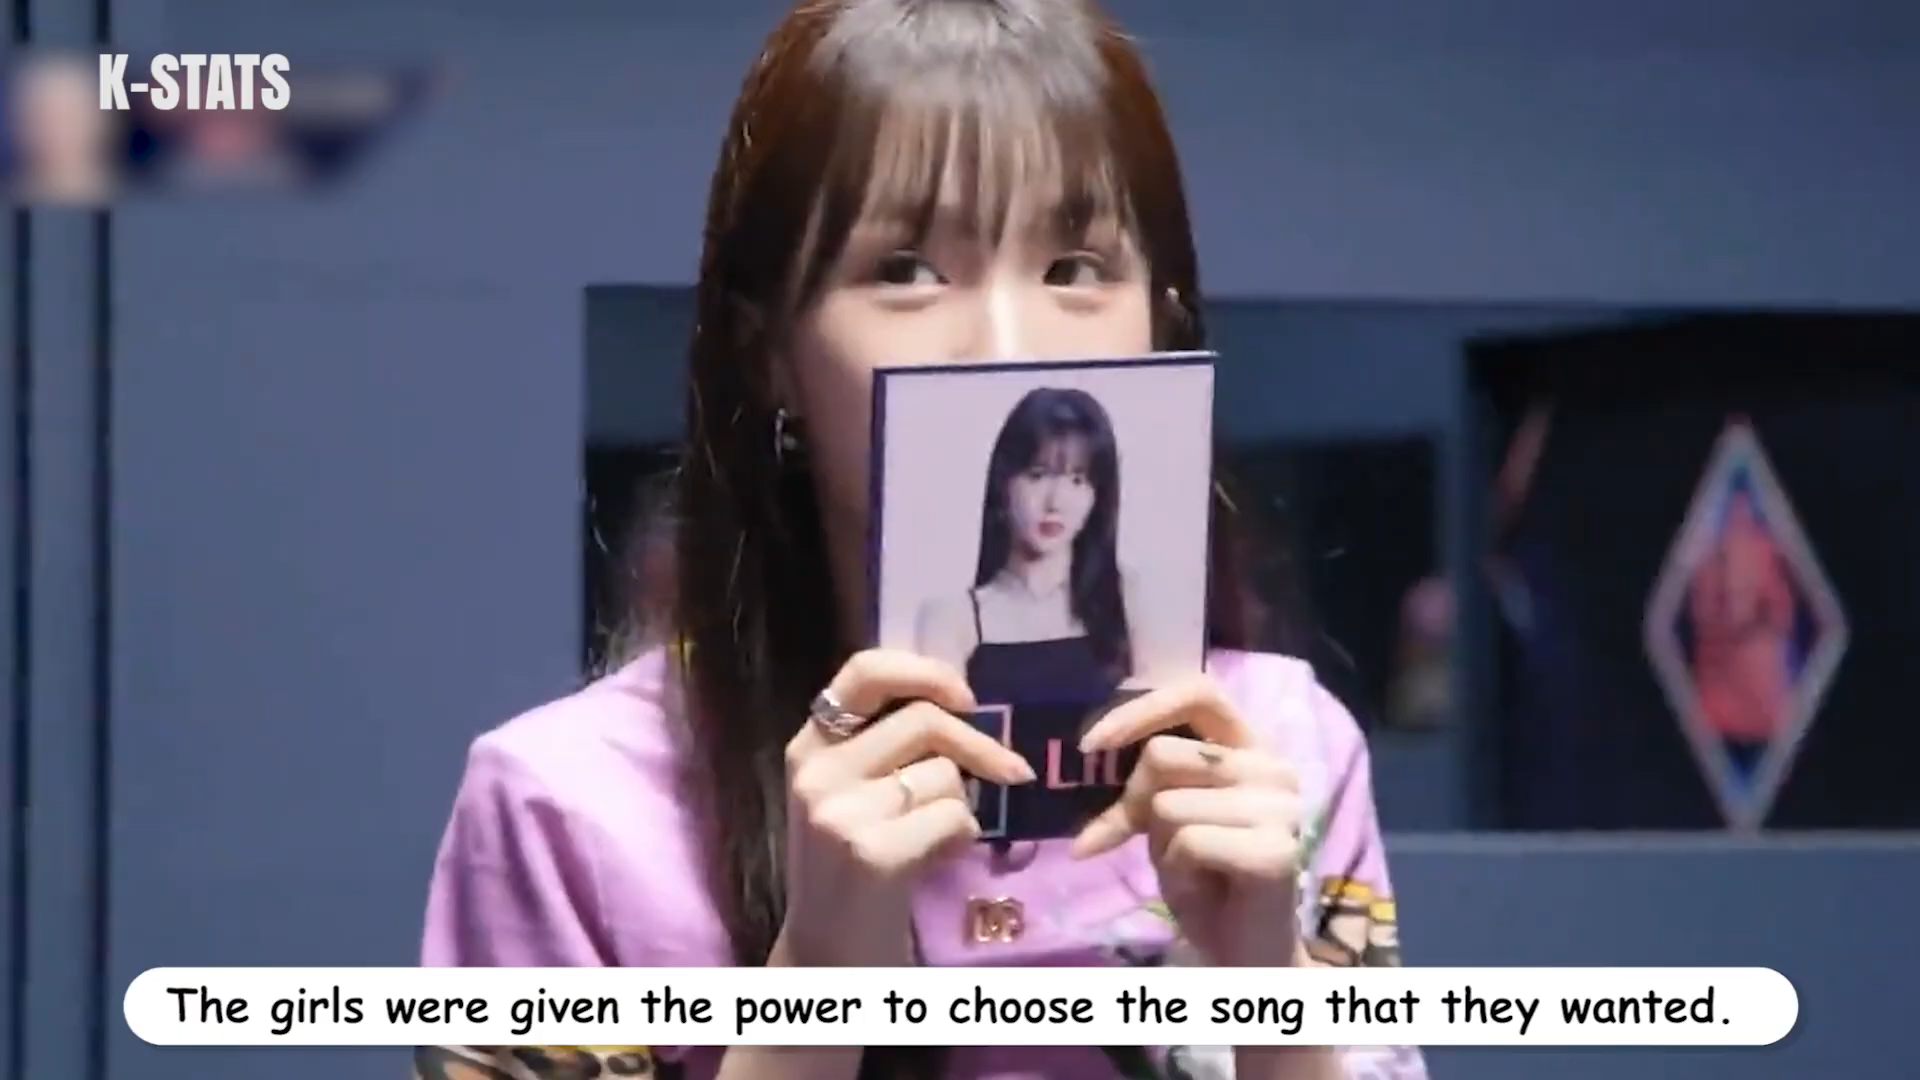 K-STATS
The girls were given the power to choose the song that they wanted.